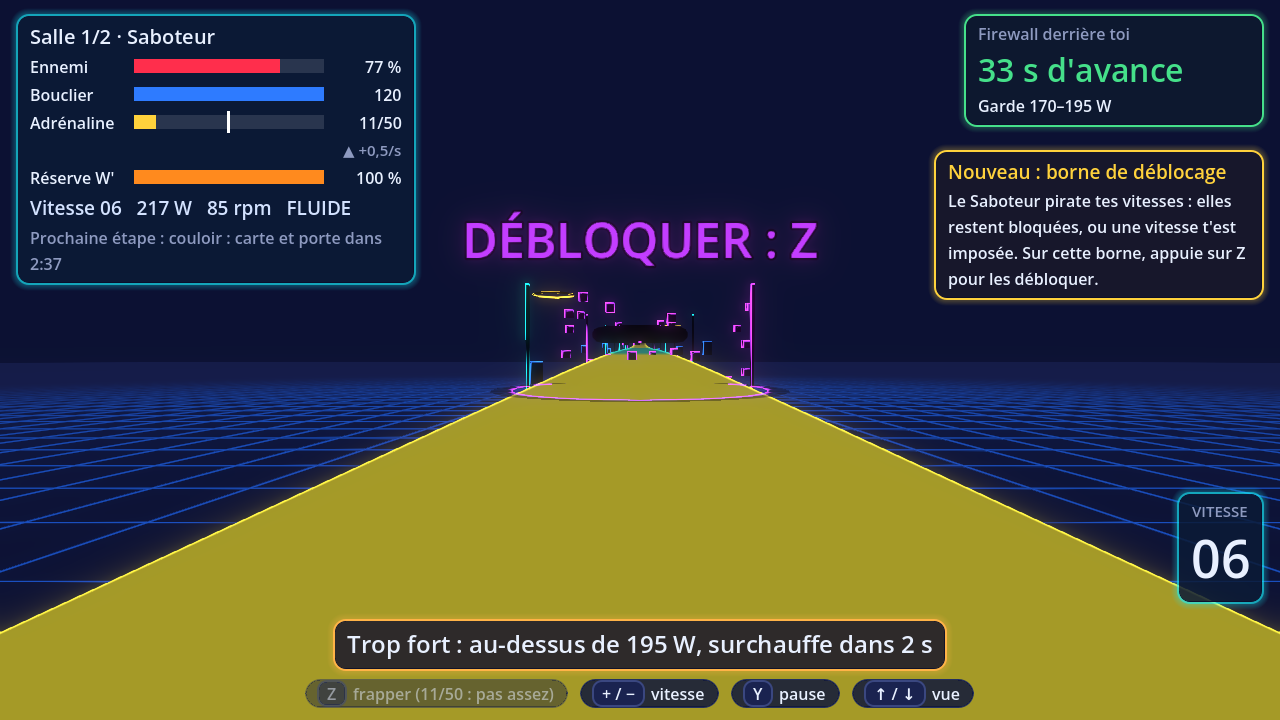 Salle 1/2 · Saboteur
Ennemi 77 %
Bouclier 120
Adrénaline 11/50
▲ +0,5/s
Réserve W' 100 %
Vitesse 06 217 W 85 rpm FLUIDE
Prochaine étape : couloir : carte et porte dans
2:37
Firewall derrière toi
33 s d'avance
Garde 170–195 W
Nouveau : borne de déblocage
Le Saboteur pirate tes vitesses : elles
restent bloquées, ou une vitesse t'est
imposée. Sur cette borne, appuie sur Z
pour les débloquer.
DÉBLOQUER : Z
VITESSE
06
Trop fort : au-dessus de 195 W, surchauffe dans 2 s
Z frapper (11/50 : pas assez) + / − vitesse Y pause ↑ / ↓ vue